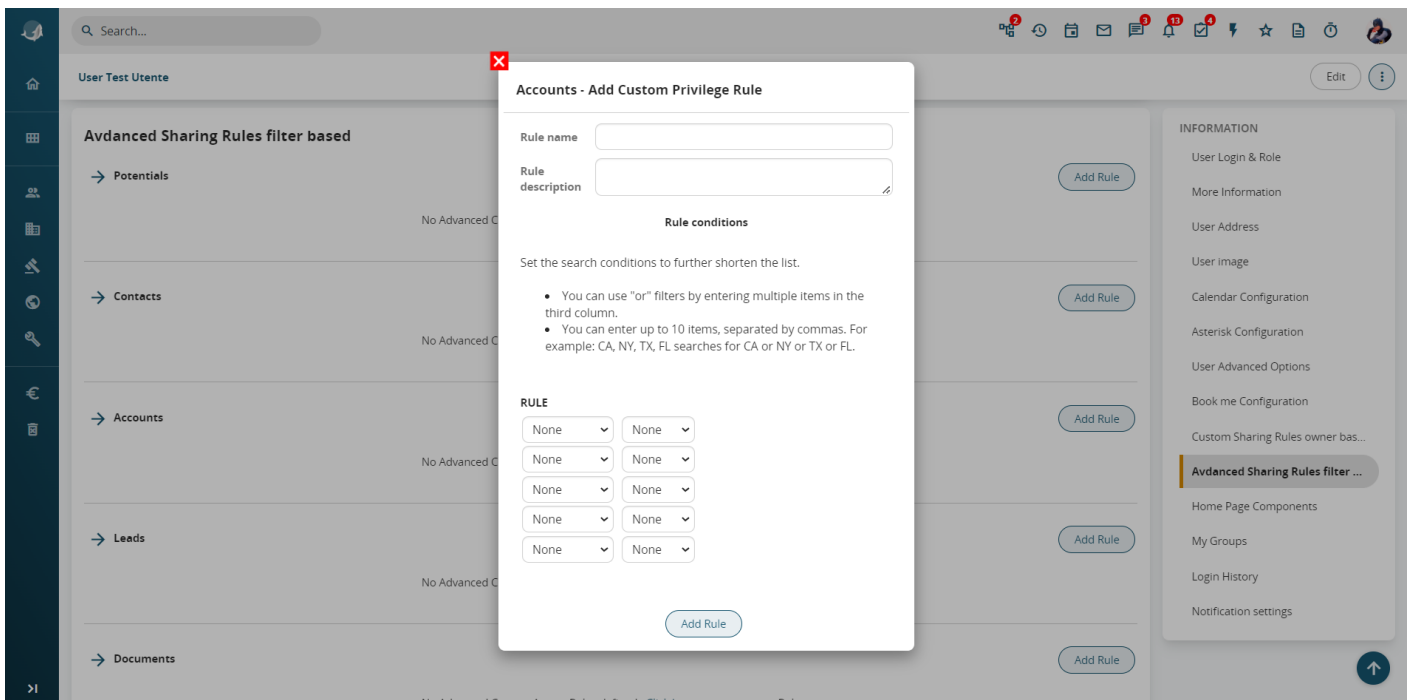 Search...
2
3
13
4
User Test Utente
Edit
Avdanced Sharing Rules filter based
Potentials
Add Rule
No Advanced C
Contacts
Add Rule
No Advanced C
Accounts
Add Rule
No Advanced C
Leads
Add Rule
No Advanced C
Documents
Add Rule
Accounts - Add Custom Privilege Rule
Rule name
Rule
description
Rule conditions
Set the search conditions to further shorten the list.
• You can use "or" filters by entering multiple items in the
third column.
• You can enter up to 10 items, separated by commas. For
example: CA, NY, TX, FL searches for CA or NY or TX or FL.
RULE
None None
None None
None None
None None
None None
Add Rule
INFORMATION
User Login & Role
More Information
User Address
User image
Calendar Configuration
Asterisk Configuration
User Advanced Options
Book me Configuration
Custom Sharing Rules owner bas...
Avdanced Sharing Rules filter ...
Home Page Components
My Groups
Login History
Notification settings